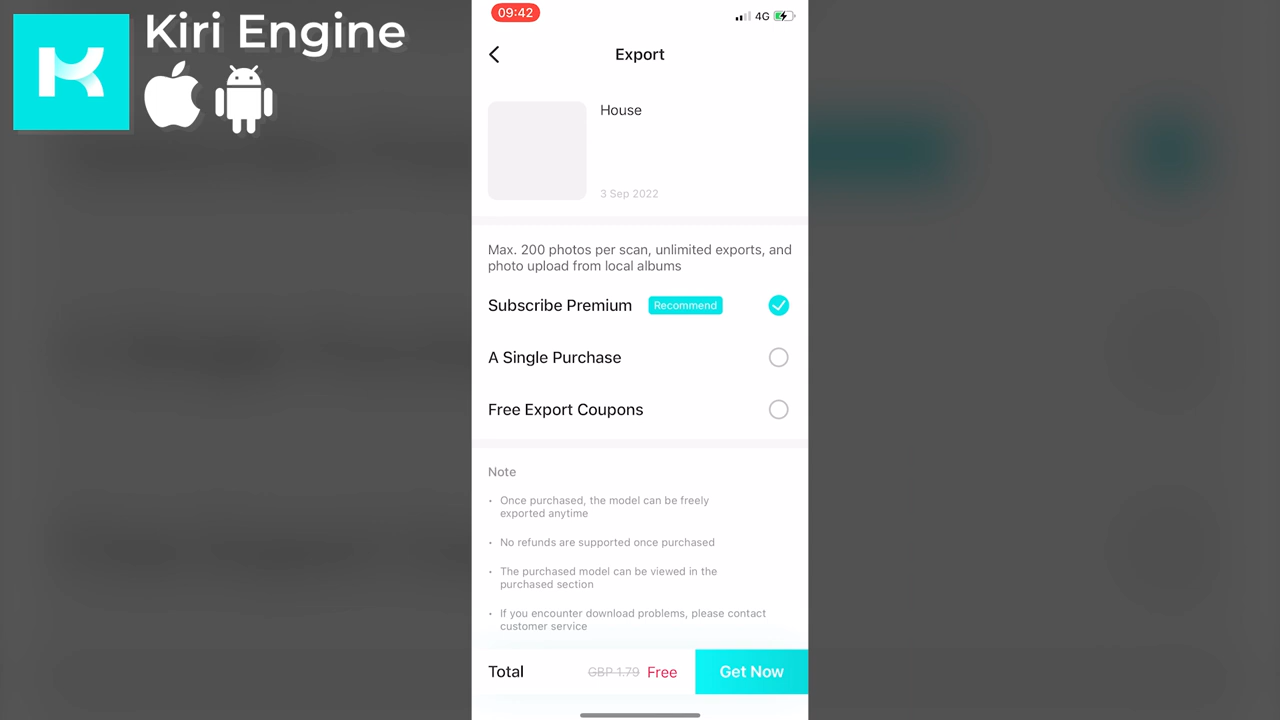 Kiri Engine
09:42
4G
Export
House
3 Sep 2022
Max. 200 photos per scan, unlimited exports, and
photo upload from local albums
Subscribe Premium Recommend
A Single Purchase
Free Export Coupons
Note
• Once purchased, the model can be freely
exported anytime
• No refunds are supported once purchased
• The purchased model can be viewed in the
purchased section
• If you encounter download problems, please contact
customer service
Total GBP 1.79 Free Get Now